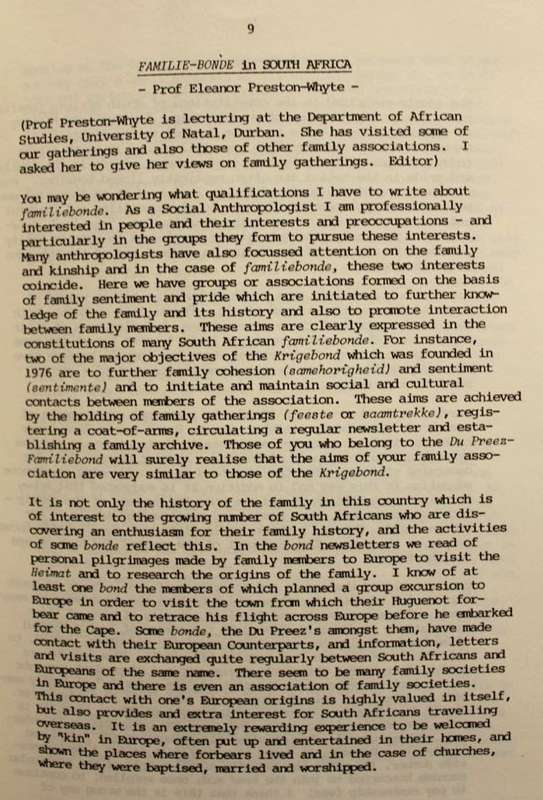 9
FAMILIE-BONDE in SOUTH AFRICA
- Prof Eleanor Preston-Whyte -
(Prof Preston-Whyte is lecturing at the Department of African
Studies, University of Natal, Durban. She has visited some of
our gatherings and also those of other family associations. I
asked her to give her views on family gatherings. Editor)
You may be wondering what qualifications I have to write about
familiebonde. As a Social Anthropologist I am professionally
interested in people and their interests and preoccupations - and
particularly in the groups they form to pursue these interests.
Many anthropologists have also focussed attention on the family
and kinship and in the case of familiebonde, these two interests
coincide. Here we have groups or associations formed on the basis
of family sentiment and pride which are initiated to further know-
ledge of the family and its history and also to promote interaction
between family members. These aims are clearly expressed in the
constitutions of many South African familiebonde. For instance,
two of the major objectives of the Krigebond which was founded in
1976 are to further family cohesion (samehorigheid) and sentiment
(sentimente) and to initiate and maintain social and cultural
contacts between members of the association. These aims are achieved
by the holding of family gatherings (feeste or saamtrekke), regis-
tering a coat-of-arms, circulating a regular newsletter and esta-
blishing a family archive. Those of you who belong to the Du Preez-
Familiebond will surely realise that the aims of your family asso-
ciation are very similar to those of the Krigebond.
It is not only the history of the family in this country which is
of interest to the growing number of South Africans who are dis-
covering an enthusiasm for their family history, and the activities
of some bonde reflect this. In the bond newsletters we read of
personal pilgrimages made by family members to Europe to visit the
Heimat and to research the origins of the family. I know of at
least one bond the members of which planned a group excursion to
Europe in order to visit the town from which their Huguenot for-
bear came and to retrace his flight across Europe before he embarked
for the Cape. Some bonde, the Du Preez's amongst them, have made
contact with their European Counterparts, and information, letters
and visits are exchanged quite regularly between South Africans and
Europeans of the same name. There seem to be many family societies
in Europe and there is even an association of family societies.
This contact with one's European origins is highly valued in itself,
but also provides and extra interest for South Africans travelling
overseas. It is an extremely rewarding experience to be welcomed
by "kin" in Europe, often put up and entertained in their homes, and
shown the places where forbears lived and in the case of churches,
where they were baptised, married and worshipped.